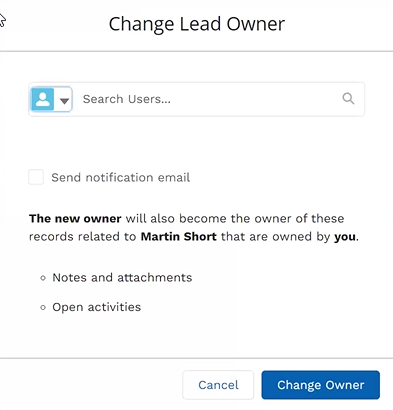 Change Lead Owner
Search Users...
Send notification email
The new owner will also become the owner of these
records related to Martin Short that are owned by you.
Notes and attachments
Open activities
Cancel
Change Owner